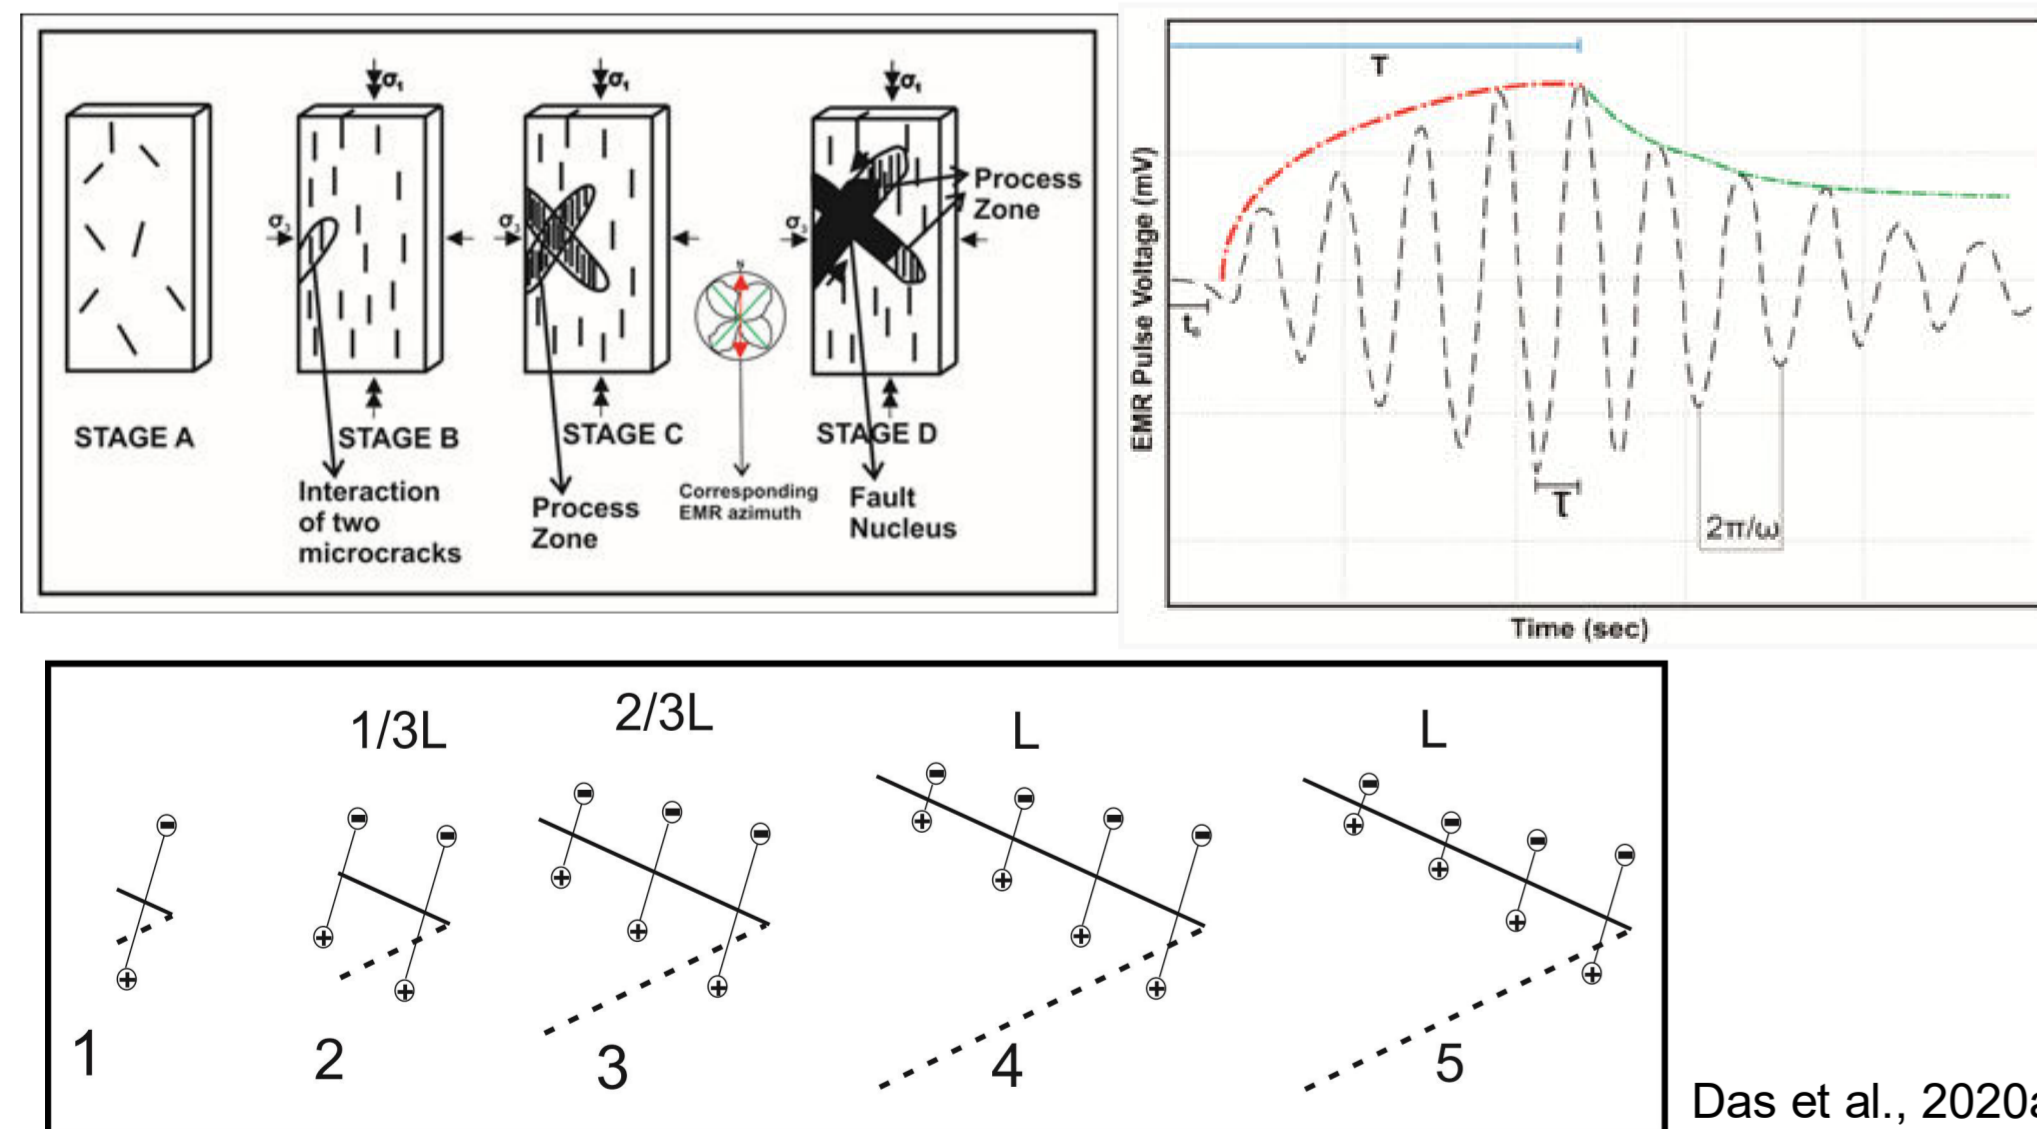 σ₁
σ₁
σ₁
σ₃
σ₃
σ₃
Process
Zone
N
STAGE A
STAGE B
STAGE C
STAGE D
Interaction
of two
microcracks
Process
Zone
Corresponding
EMR azimuth
Fault
Nucleus
EMR Pulse Voltage (mV)
T
t₀
τ
2π/ω
Time (sec)
1/3L
2/3L
L
L
1
2
3
4
5
Das et al., 2020a